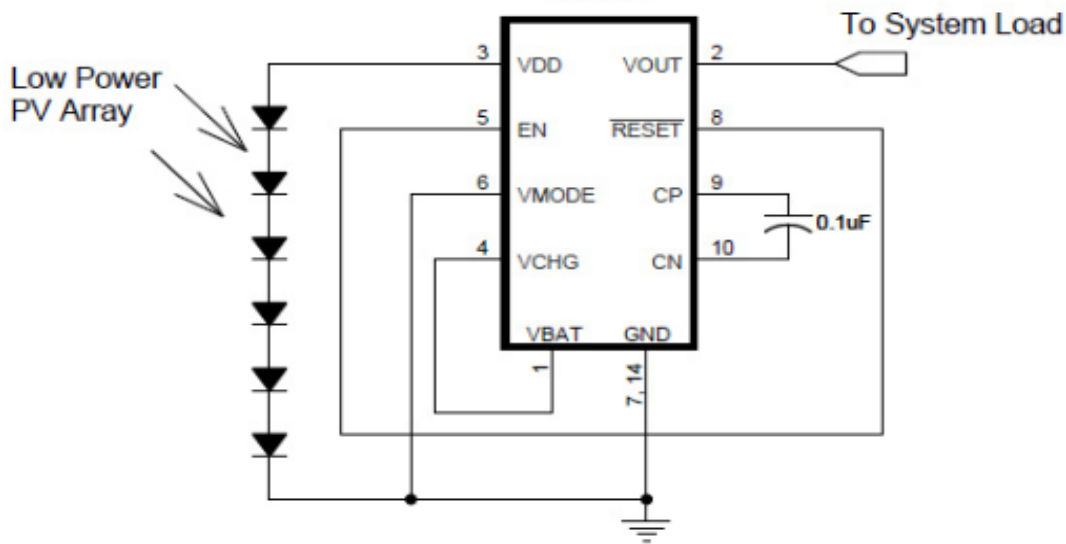 To System Load
Low Power
PV Array
3 VDD VOUT 2
5 EN RESET 8
6 VMODE CP 9
0.1uF
4 VCHG CN 10
VBAT GND
1 7, 14